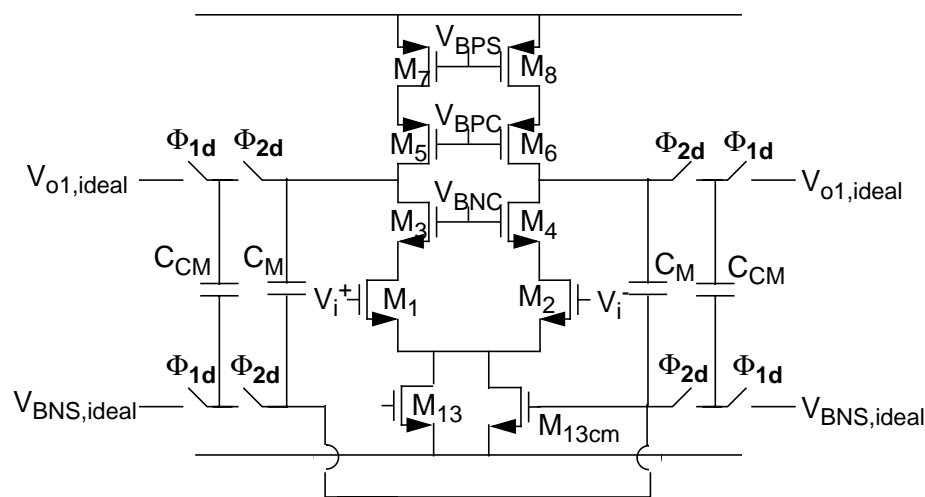 V_BPS
M_7 M_8
V_BPC
Φ_1d Φ_2d M_5 M_6 Φ_2d Φ_1d
V_o1,ideal V_o1,ideal
V_BNC
M_3 M_4
C_CM C_M C_M C_CM
V_i^+ M_1 M_2 V_i^-
Φ_1d Φ_2d Φ_2d Φ_1d
V_BNS,ideal M_13 M_13cm V_BNS,ideal